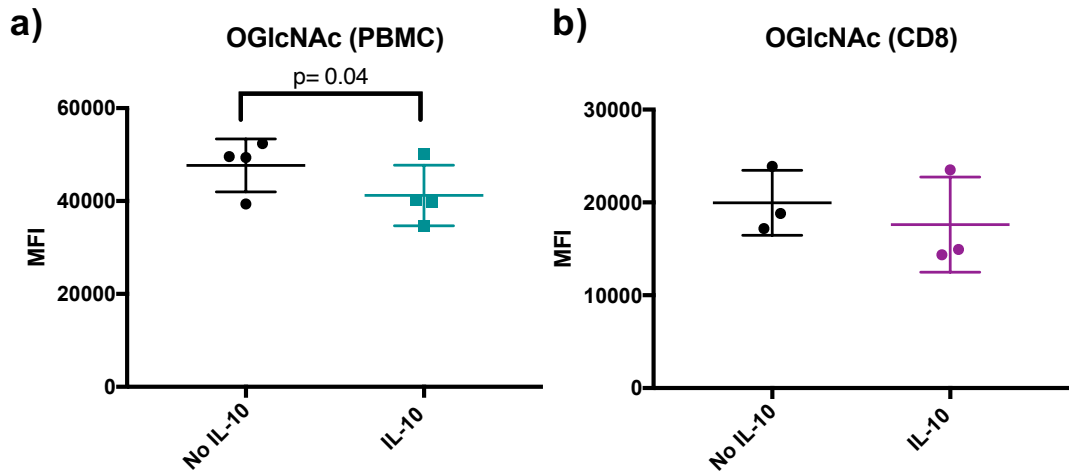 a)
OGlcNAc (PBMC)
p= 0.04
60000
40000
20000
0
MFI
No IL-10
IL-10
b)
OGlcNAc (CD8)
30000
20000
10000
0
MFI
No IL-10
IL-10